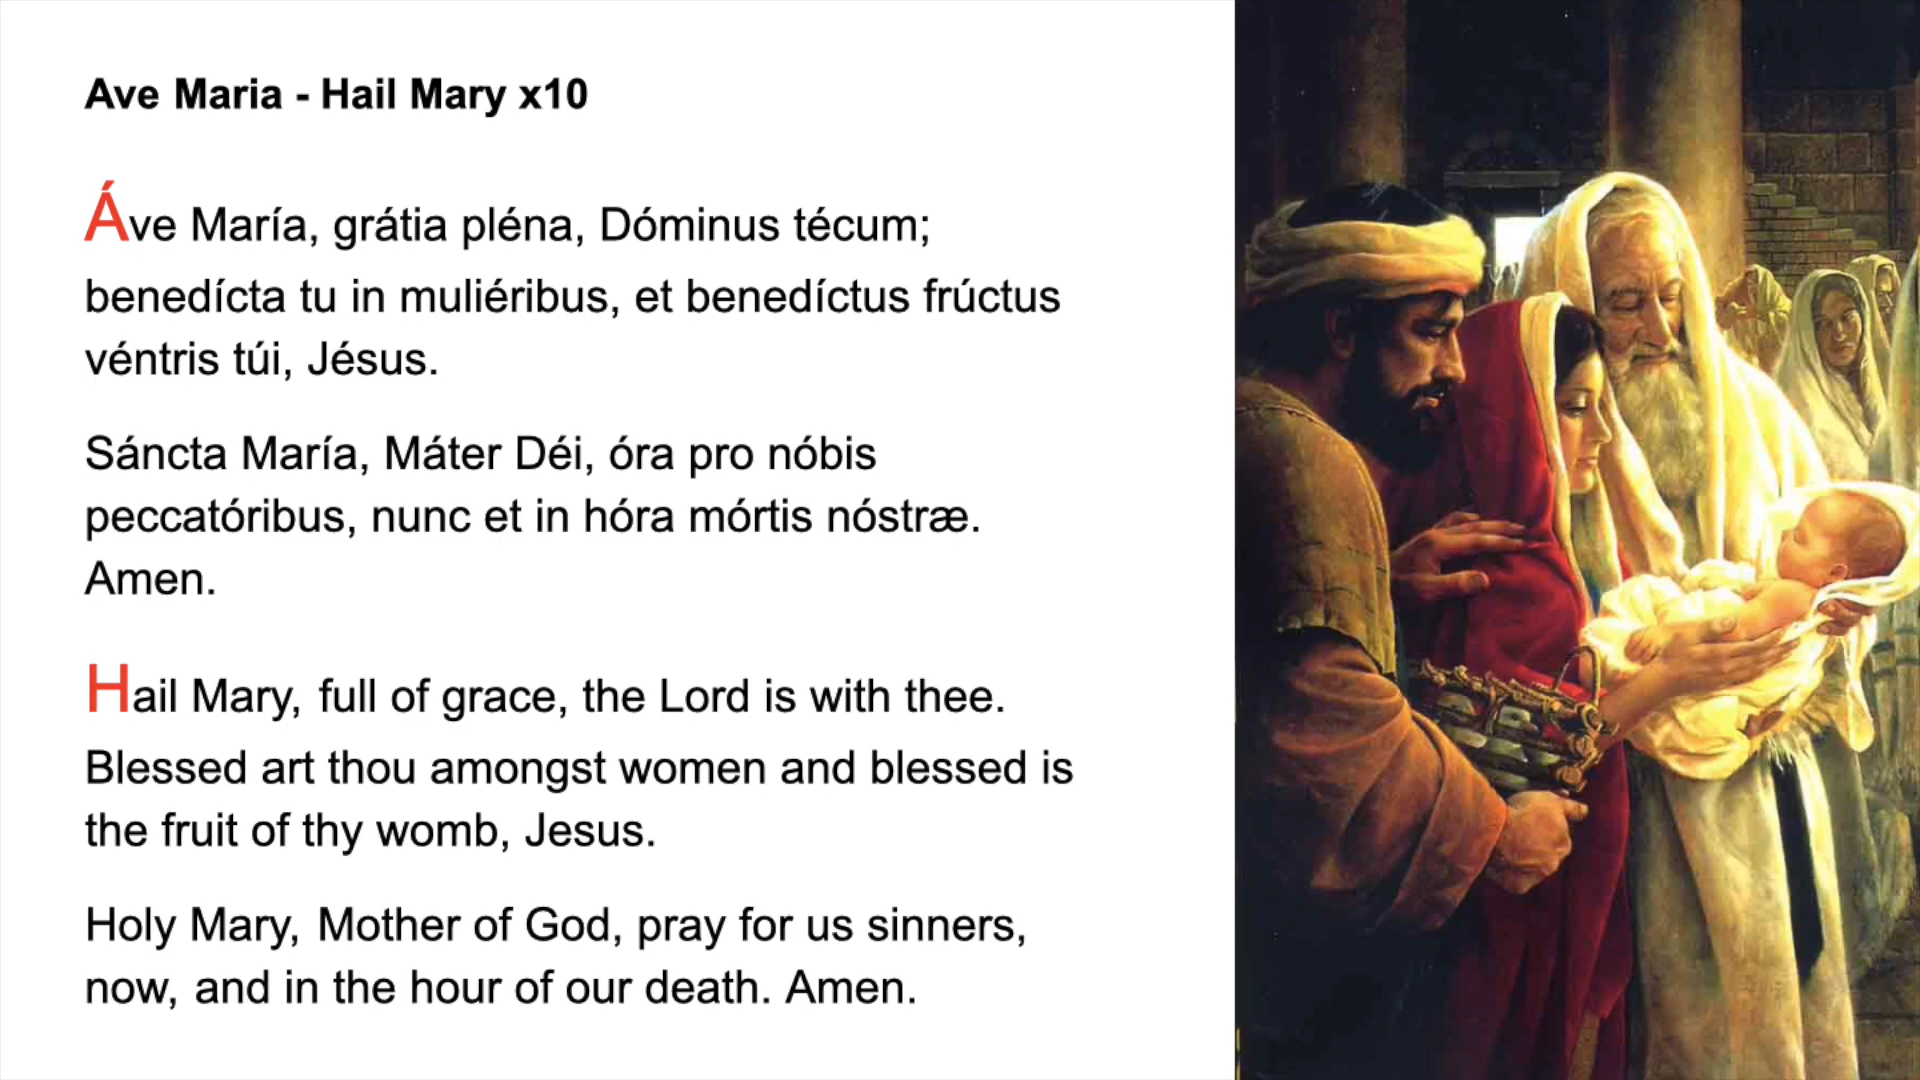 Ave Maria - Hail Mary x10
Áve María, grátia pléna, Dóminus técum;
benedícta tu in muliéribus, et benedíctus frúctus
véntris túi, Jésus.
Sáncta María, Máter Déi, óra pro nóbis
peccatóribus, nunc et in hóra mórtis nóstræ.
Amen.
Hail Mary, full of grace, the Lord is with thee.
Blessed art thou amongst women and blessed is
the fruit of thy womb, Jesus.
Holy Mary, Mother of God, pray for us sinners,
now, and in the hour of our death. Amen.